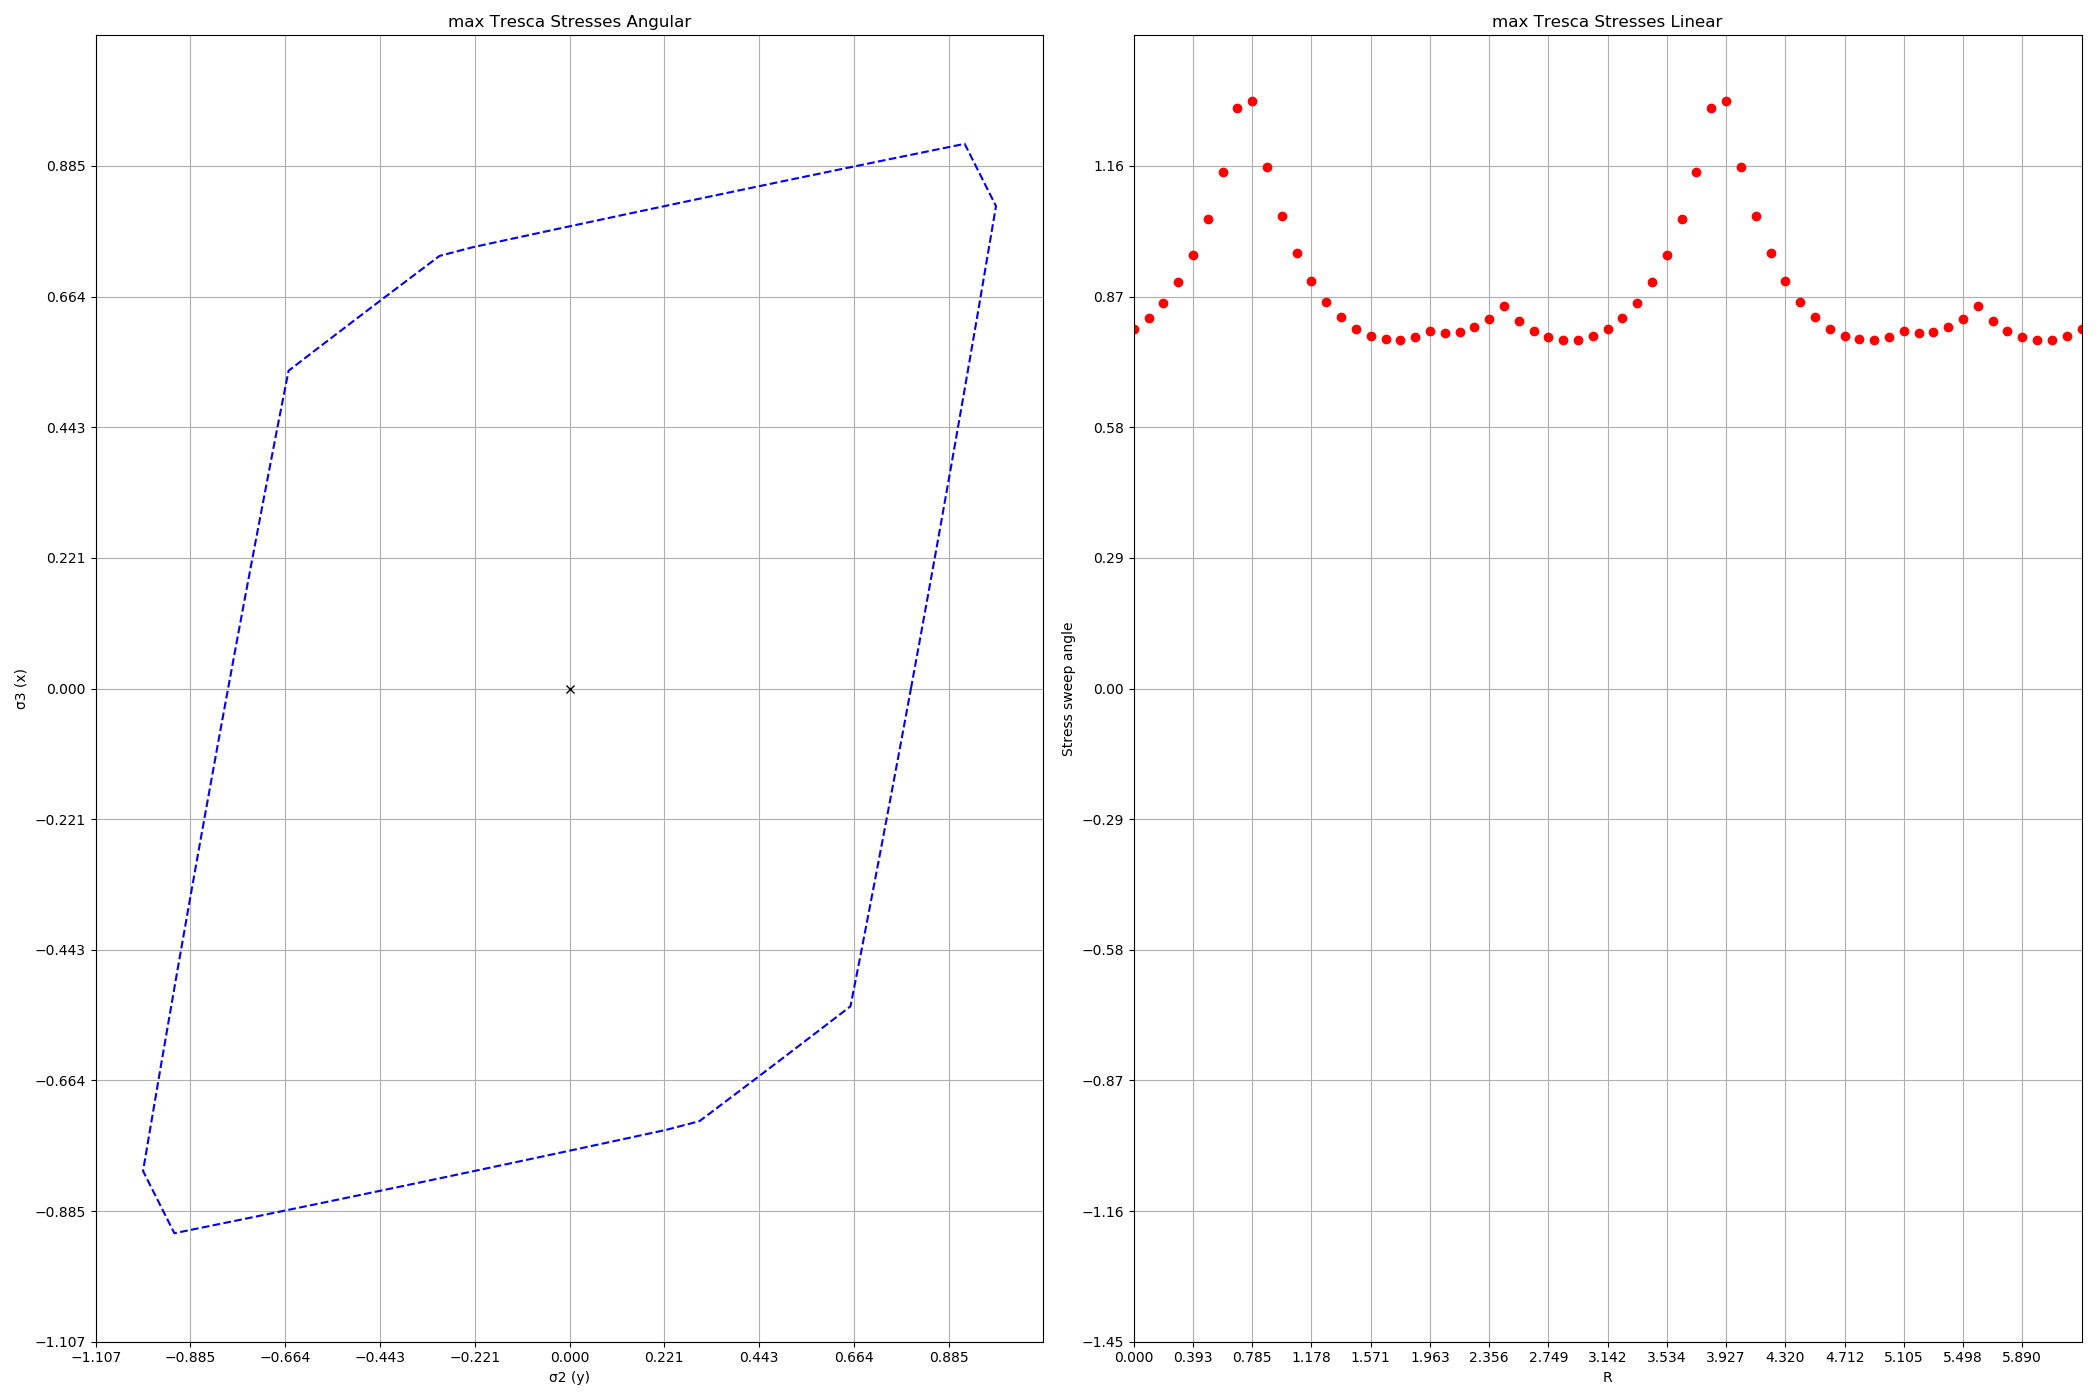 max Tresca Stresses Angular
0.885
0.664
0.443
0.221
0.000
−0.221
−0.443
−0.664
−0.885
−1.107
σ3 (x)
−1.107 −0.885 −0.664 −0.443 −0.221 0.000 0.221 0.443 0.664 0.885
σ2 (y)
max Tresca Stresses Linear
1.16
0.87
0.58
0.29
0.00
−0.29
−0.58
−0.87
−1.16
−1.45
Stress sweep angle
0.000 0.393 0.785 1.178 1.571 1.963 2.356 2.749 3.142 3.534 3.927 4.320 4.712 5.105 5.498 5.890
R